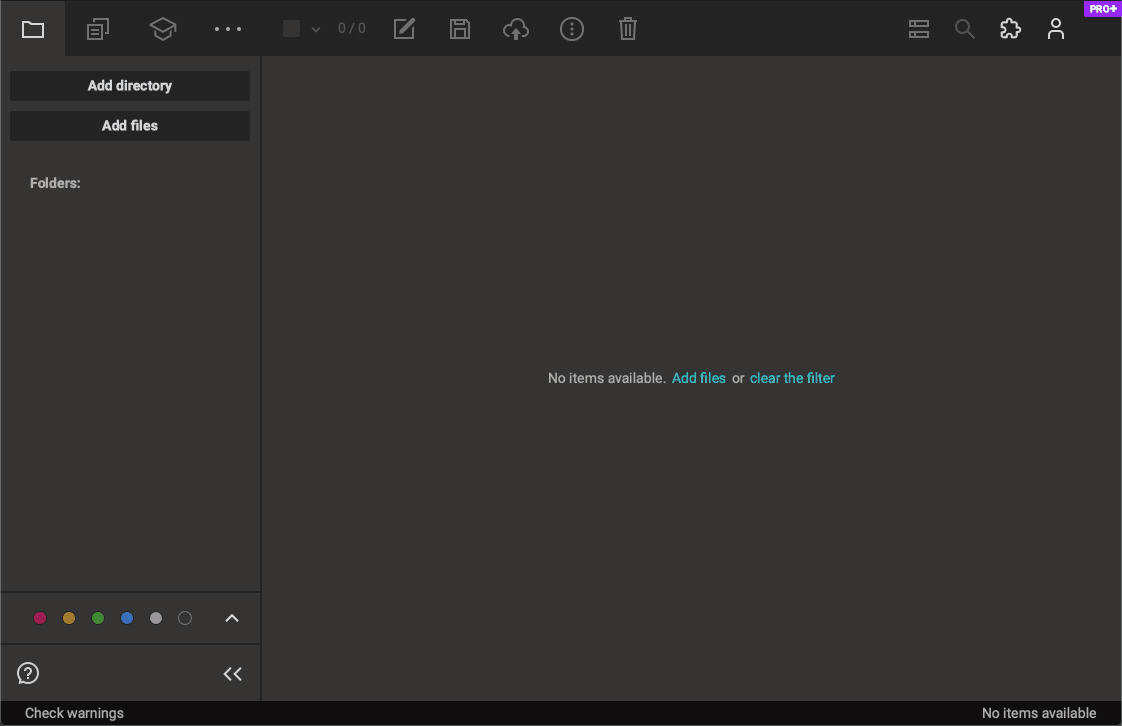 PRO+
0 / 0
Add directory
Add files
Folders:
No items available. Add files or clear the filter
Check warnings
No items available